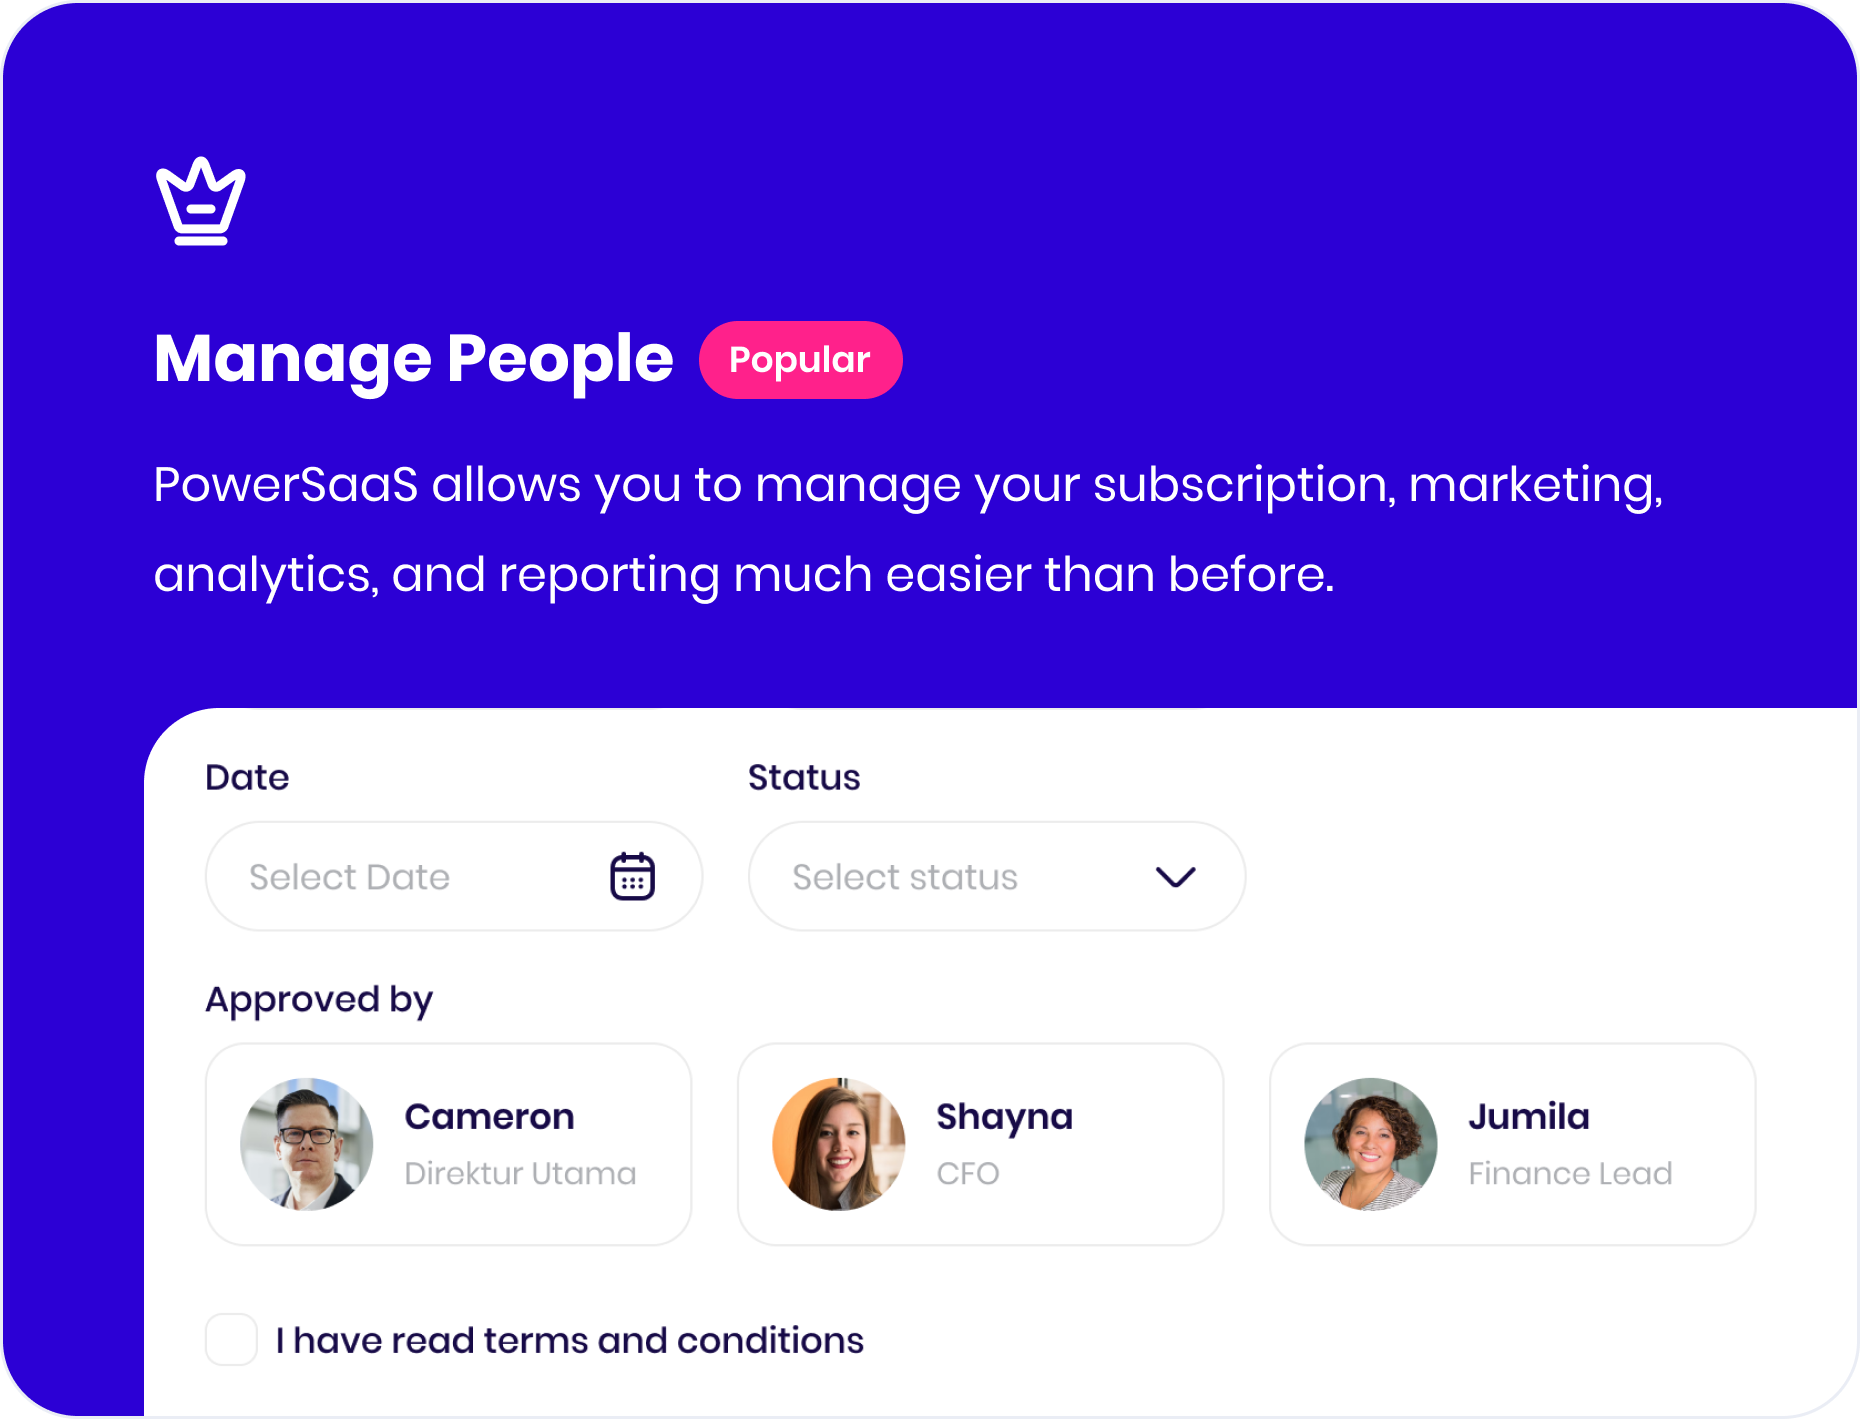 Manage People
Popular
PowerSaaS allows you to manage your subscription, marketing,
analytics, and reporting much easier than before.
Date
Status
Select Date
Select status
Approved by
Cameron
Direktur Utama
Shayna
CFO
Jumila
Finance Lead
I have read terms and conditions